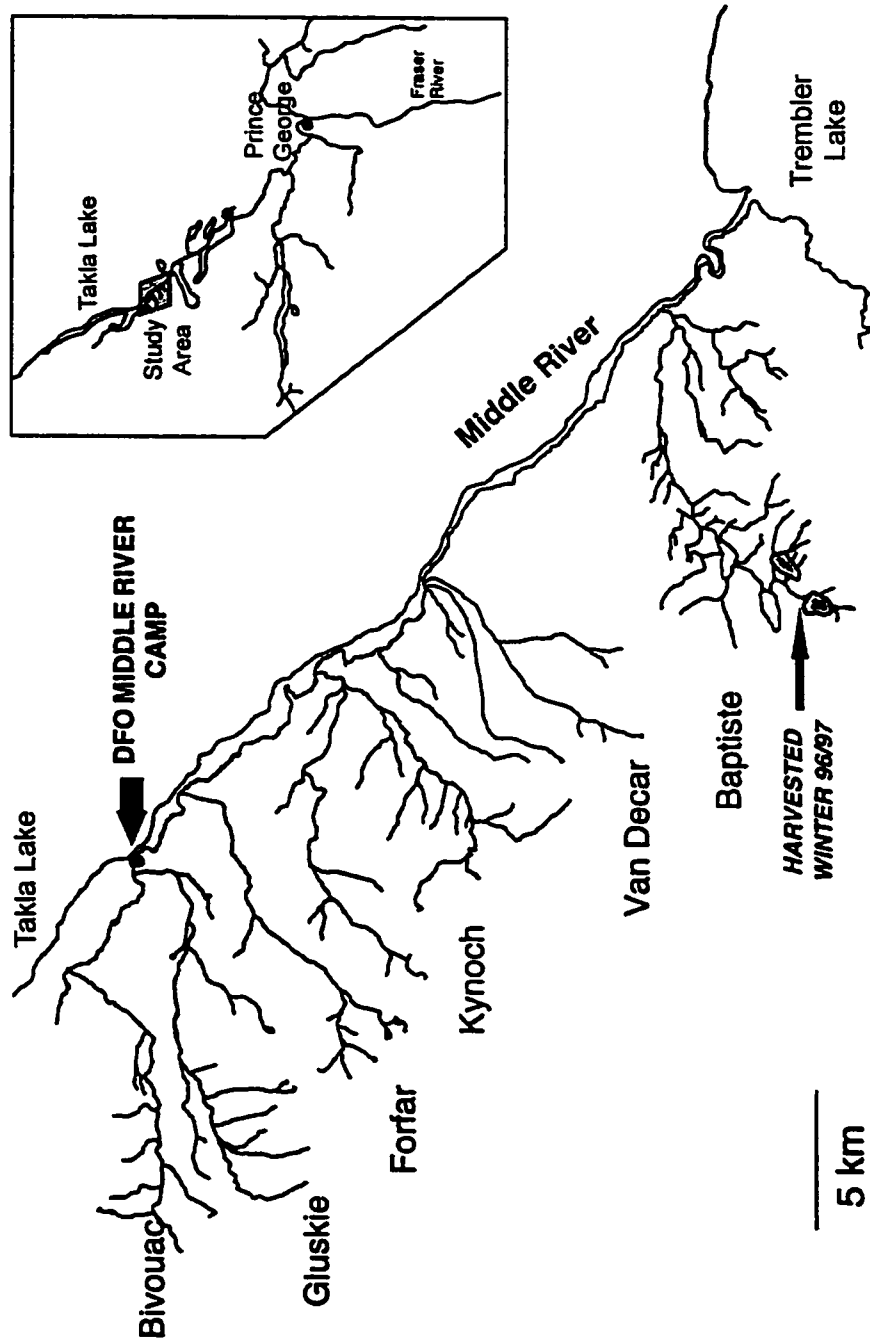 Takla Lake
Study
Area
Prince
George
Fraser
River
Takla Lake
DFO MIDDLE RIVER
CAMP
Middle River
Trembler
Lake
Bivouac
Gluskie
Forfar
Kynoch
Van Decar
Baptiste
HARVESTED
WINTER 96/97
5 km